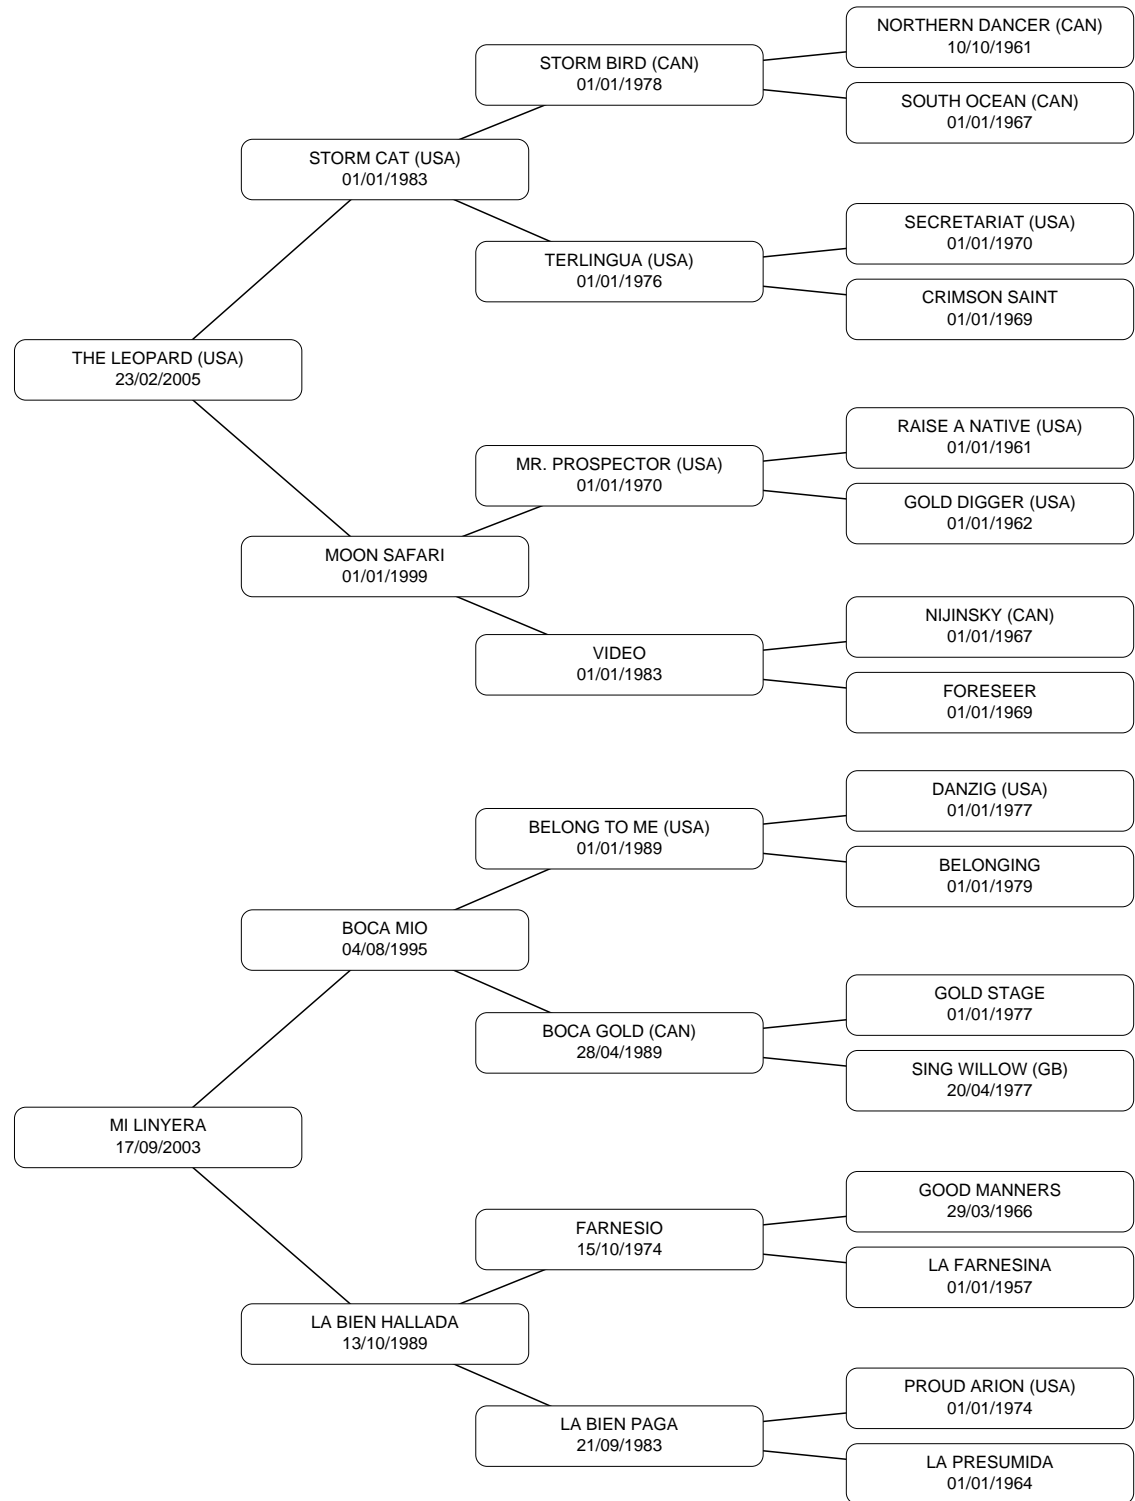 NORTHERN DANCER (CAN)
10/10/1961
STORM BIRD (CAN)
01/01/1978
SOUTH OCEAN (CAN)
01/01/1967
STORM CAT (USA)
01/01/1983
SECRETARIAT (USA)
01/01/1970
TERLINGUA (USA)
01/01/1976
CRIMSON SAINT
01/01/1969
THE LEOPARD (USA)
23/02/2005
RAISE A NATIVE (USA)
01/01/1961
MR. PROSPECTOR (USA)
01/01/1970
GOLD DIGGER (USA)
01/01/1962
MOON SAFARI
01/01/1999
NIJINSKY (CAN)
01/01/1967
VIDEO
01/01/1983
FORESEER
01/01/1969
DANZIG (USA)
01/01/1977
BELONG TO ME (USA)
01/01/1989
BELONGING
01/01/1979
BOCA MIO
04/08/1995
GOLD STAGE
01/01/1977
BOCA GOLD (CAN)
28/04/1989
SING WILLOW (GB)
20/04/1977
MI LINYERA
17/09/2003
GOOD MANNERS
29/03/1966
FARNESIO
15/10/1974
LA FARNESINA
01/01/1957
LA BIEN HALLADA
13/10/1989
PROUD ARION (USA)
01/01/1974
LA BIEN PAGA
21/09/1983
LA PRESUMIDA
01/01/1964